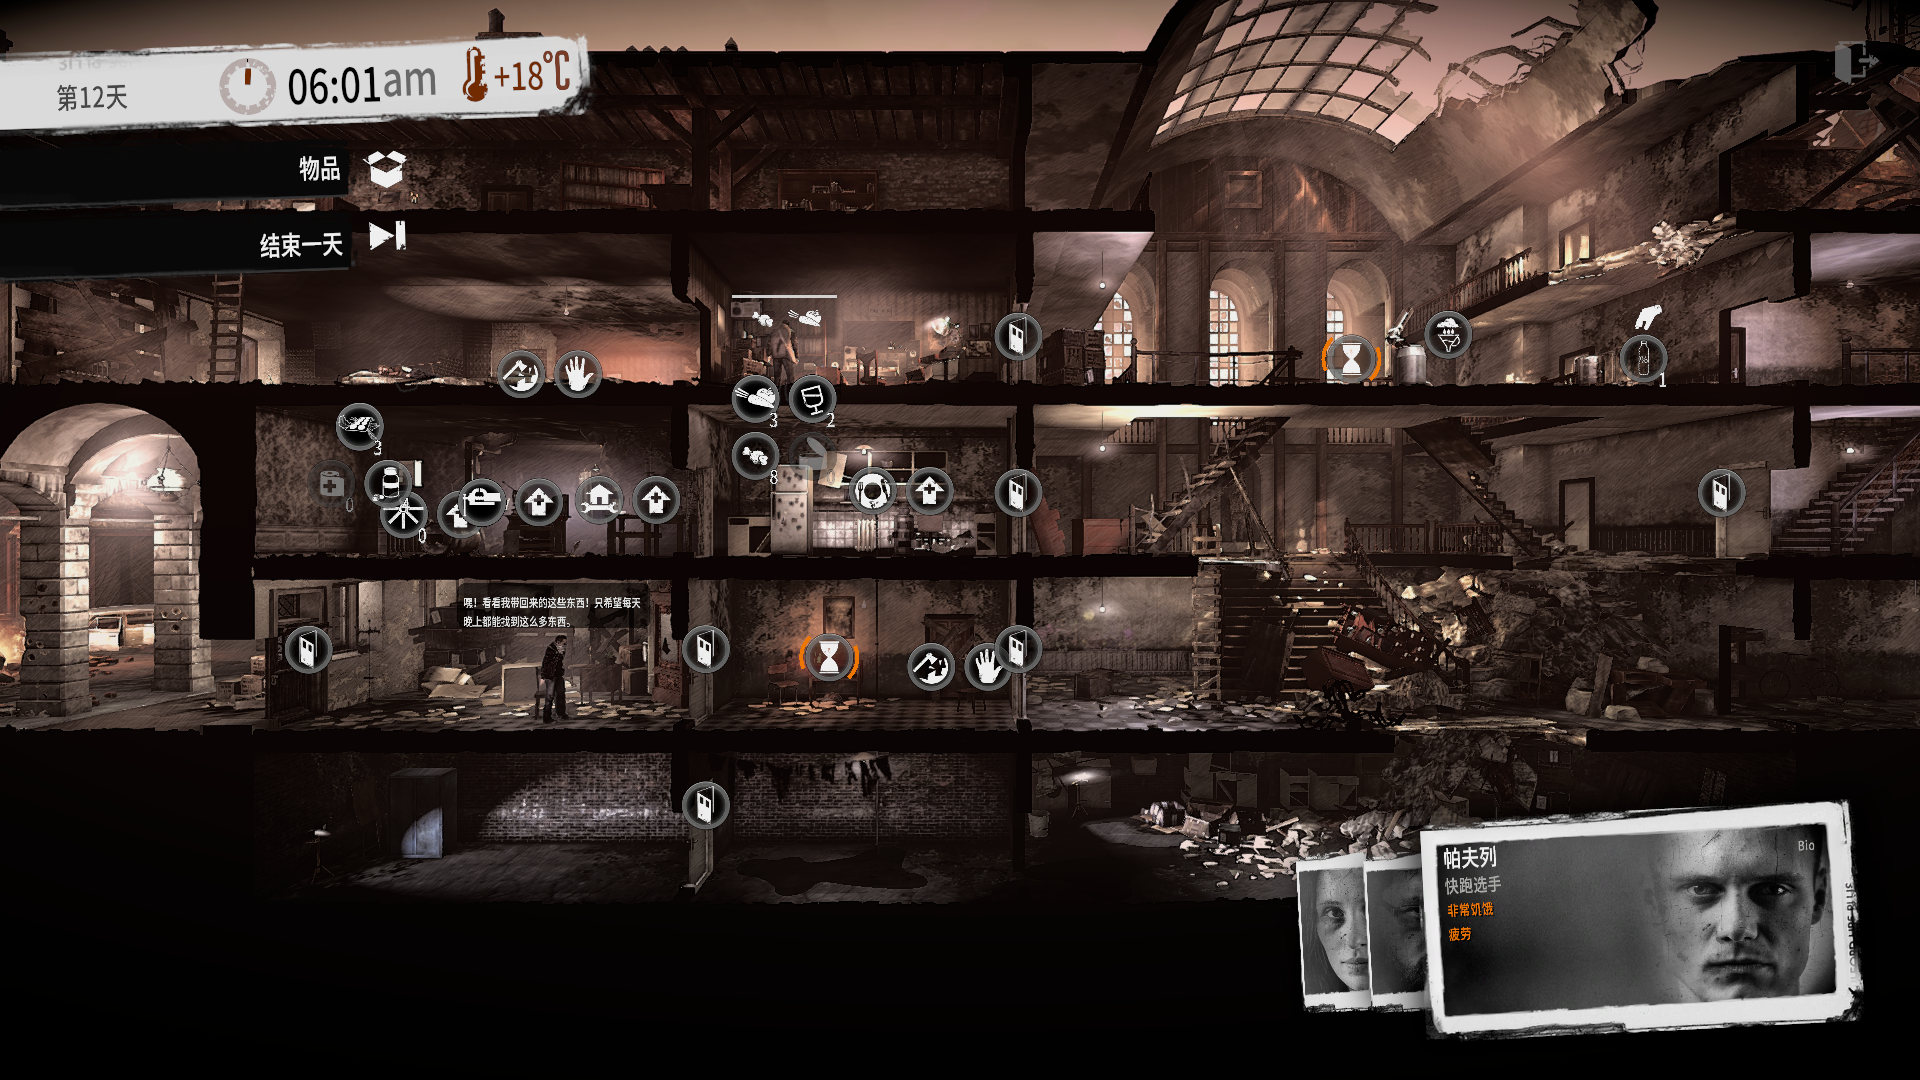 第12天
06:01am
+18°C
物品
结束一天
1
3
2
3
8
0
0
嘿！看看我带回来的这些东西！只希望每天
晚上都能找到这么多东西。
帕夫列
Bio
快跑选手
非常饥饿
疲劳